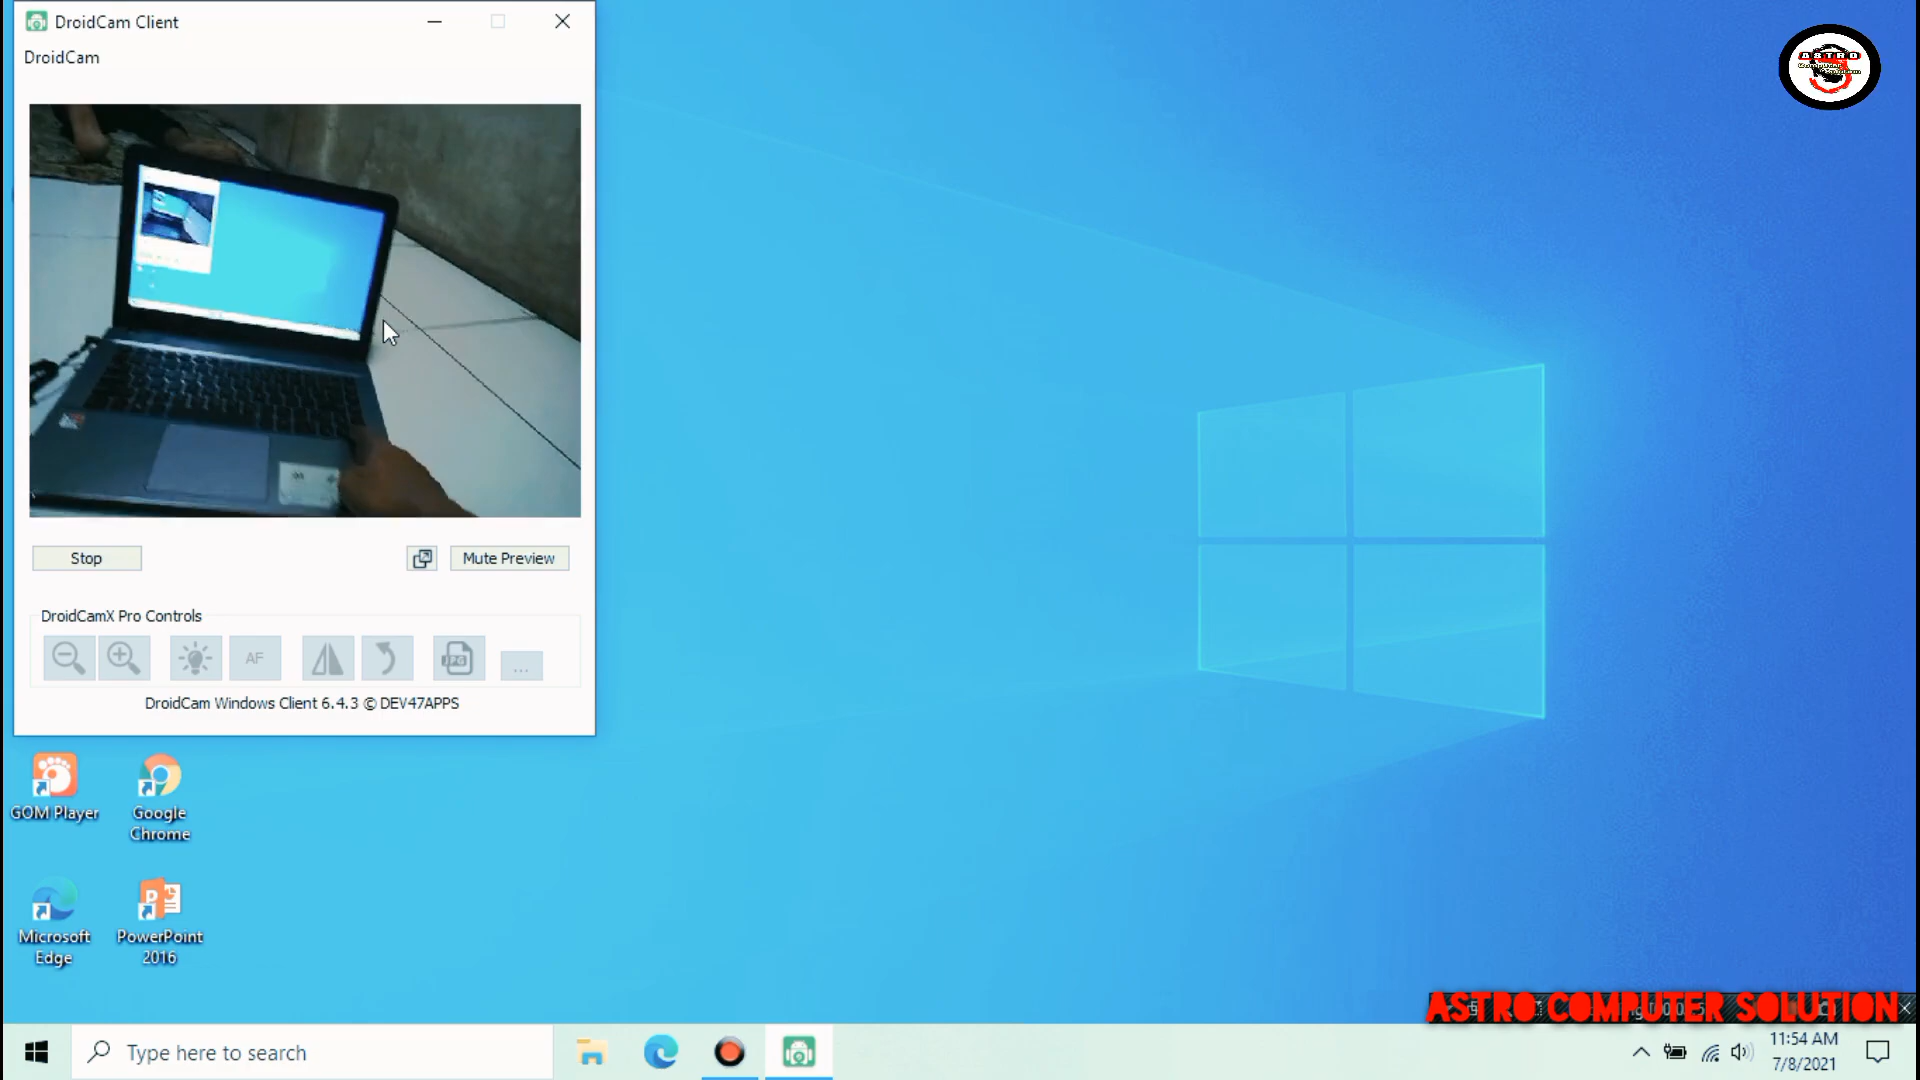 DroidCam Client
DroidCam
ASTRO
Stop
Mute Preview
DroidCamX Pro Controls
AF
JPG
...
DroidCam Windows Client 6.4.3 © DEV47APPS
GOM Player
Google
Chrome
Microsoft
Edge
PowerPoint
2016
ASTRO COMPUTER SOLUTION
Type here to search
11:54 AM
7/8/2021